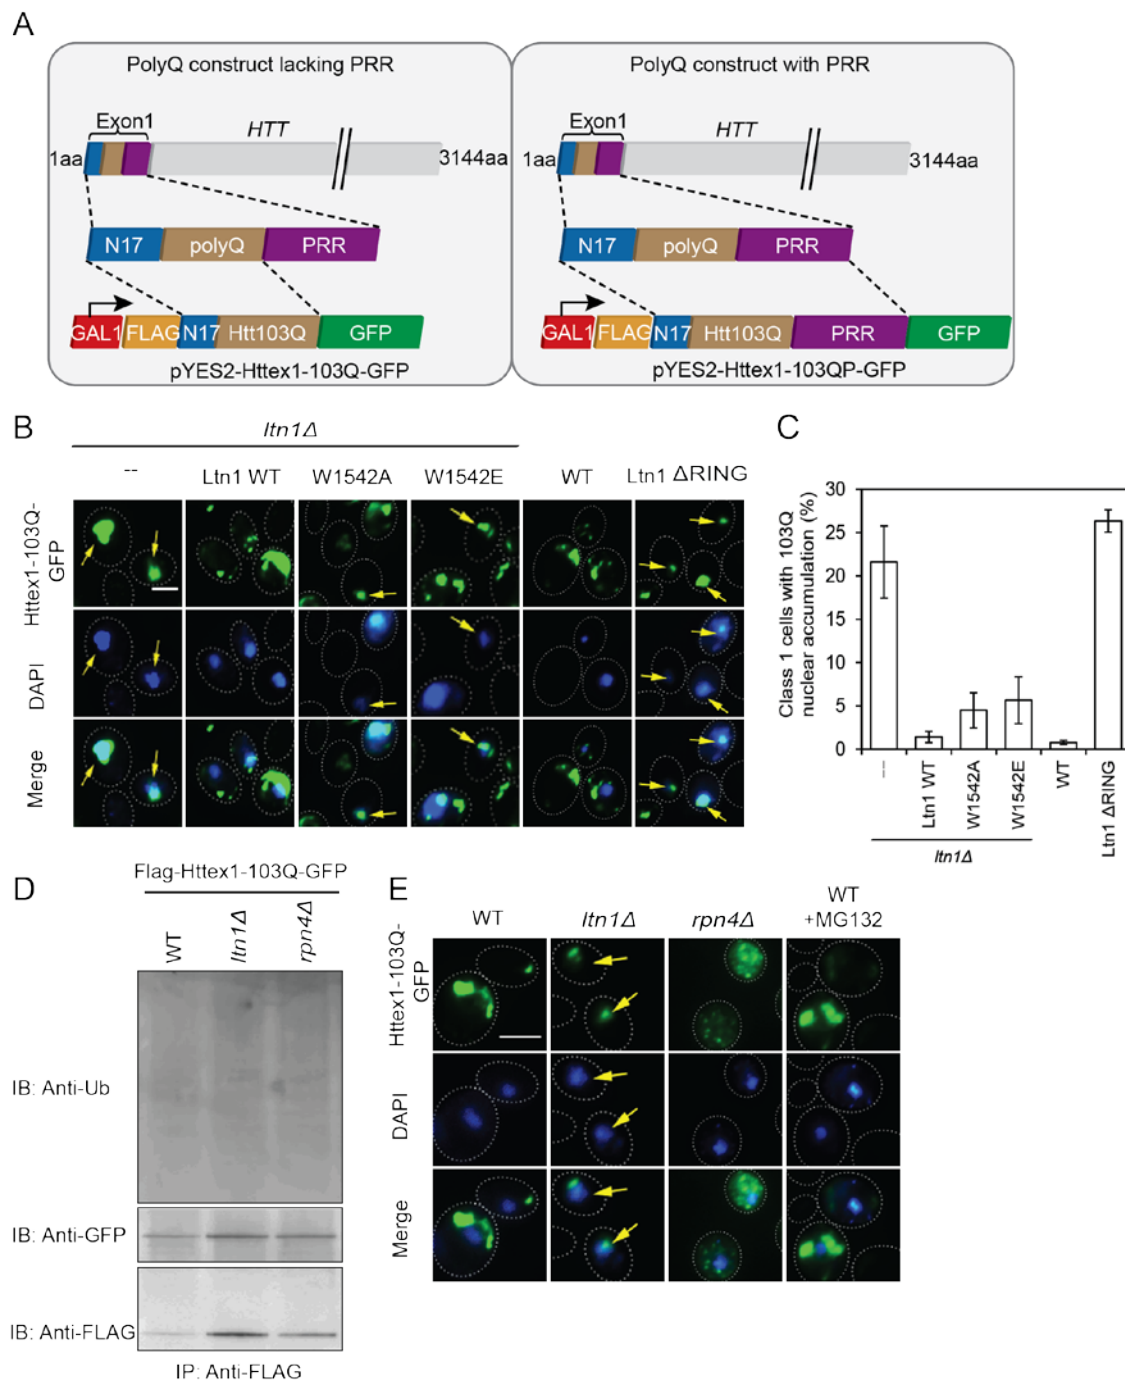 A
PolyQ construct lacking PRR
Exon1
HTT
1aa
3144aa
N17 polyQ PRR
GAL1 FLAG N17 Htt103Q GFP
pYES2-Httex1-103Q-GFP
PolyQ construct with PRR
Exon1
HTT
1aa
3144aa
N17 polyQ PRR
GAL1 FLAG N17 Htt103Q PRR GFP
pYES2-Httex1-103QP-GFP
B
ltn1Δ
-- Ltn1 WT W1542A W1542E WT Ltn1 ΔRING
Httex1-103Q-
GFP
DAPI
Merge
C
Class 1 cells with 103Q
nuclear accumulation (%)
30
25
20
15
10
5
0
-- Ltn1 WT W1542A W1542E WT Ltn1 ΔRING
ltn1Δ
D
Flag-Httex1-103Q-GFP
WT ltn1Δ rpn4Δ
IB: Anti-Ub
IB: Anti-GFP
IB: Anti-FLAG
IP: Anti-FLAG
E
WT ltn1Δ rpn4Δ WT
+MG132
Httex1-103Q-
GFP
DAPI
Merge